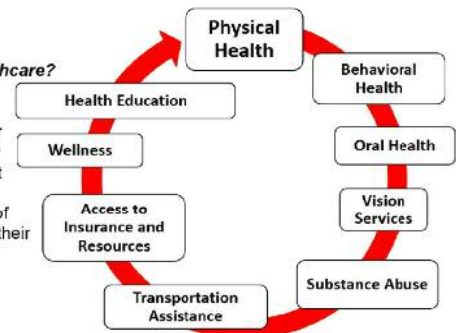 hcare?
of
their
Physical
Health
Behavioral
Health
Oral Health
Vision
Services
Substance Abuse
Transportation
Assistance
Access to
Insurance and
Resources
Wellness
Health Education